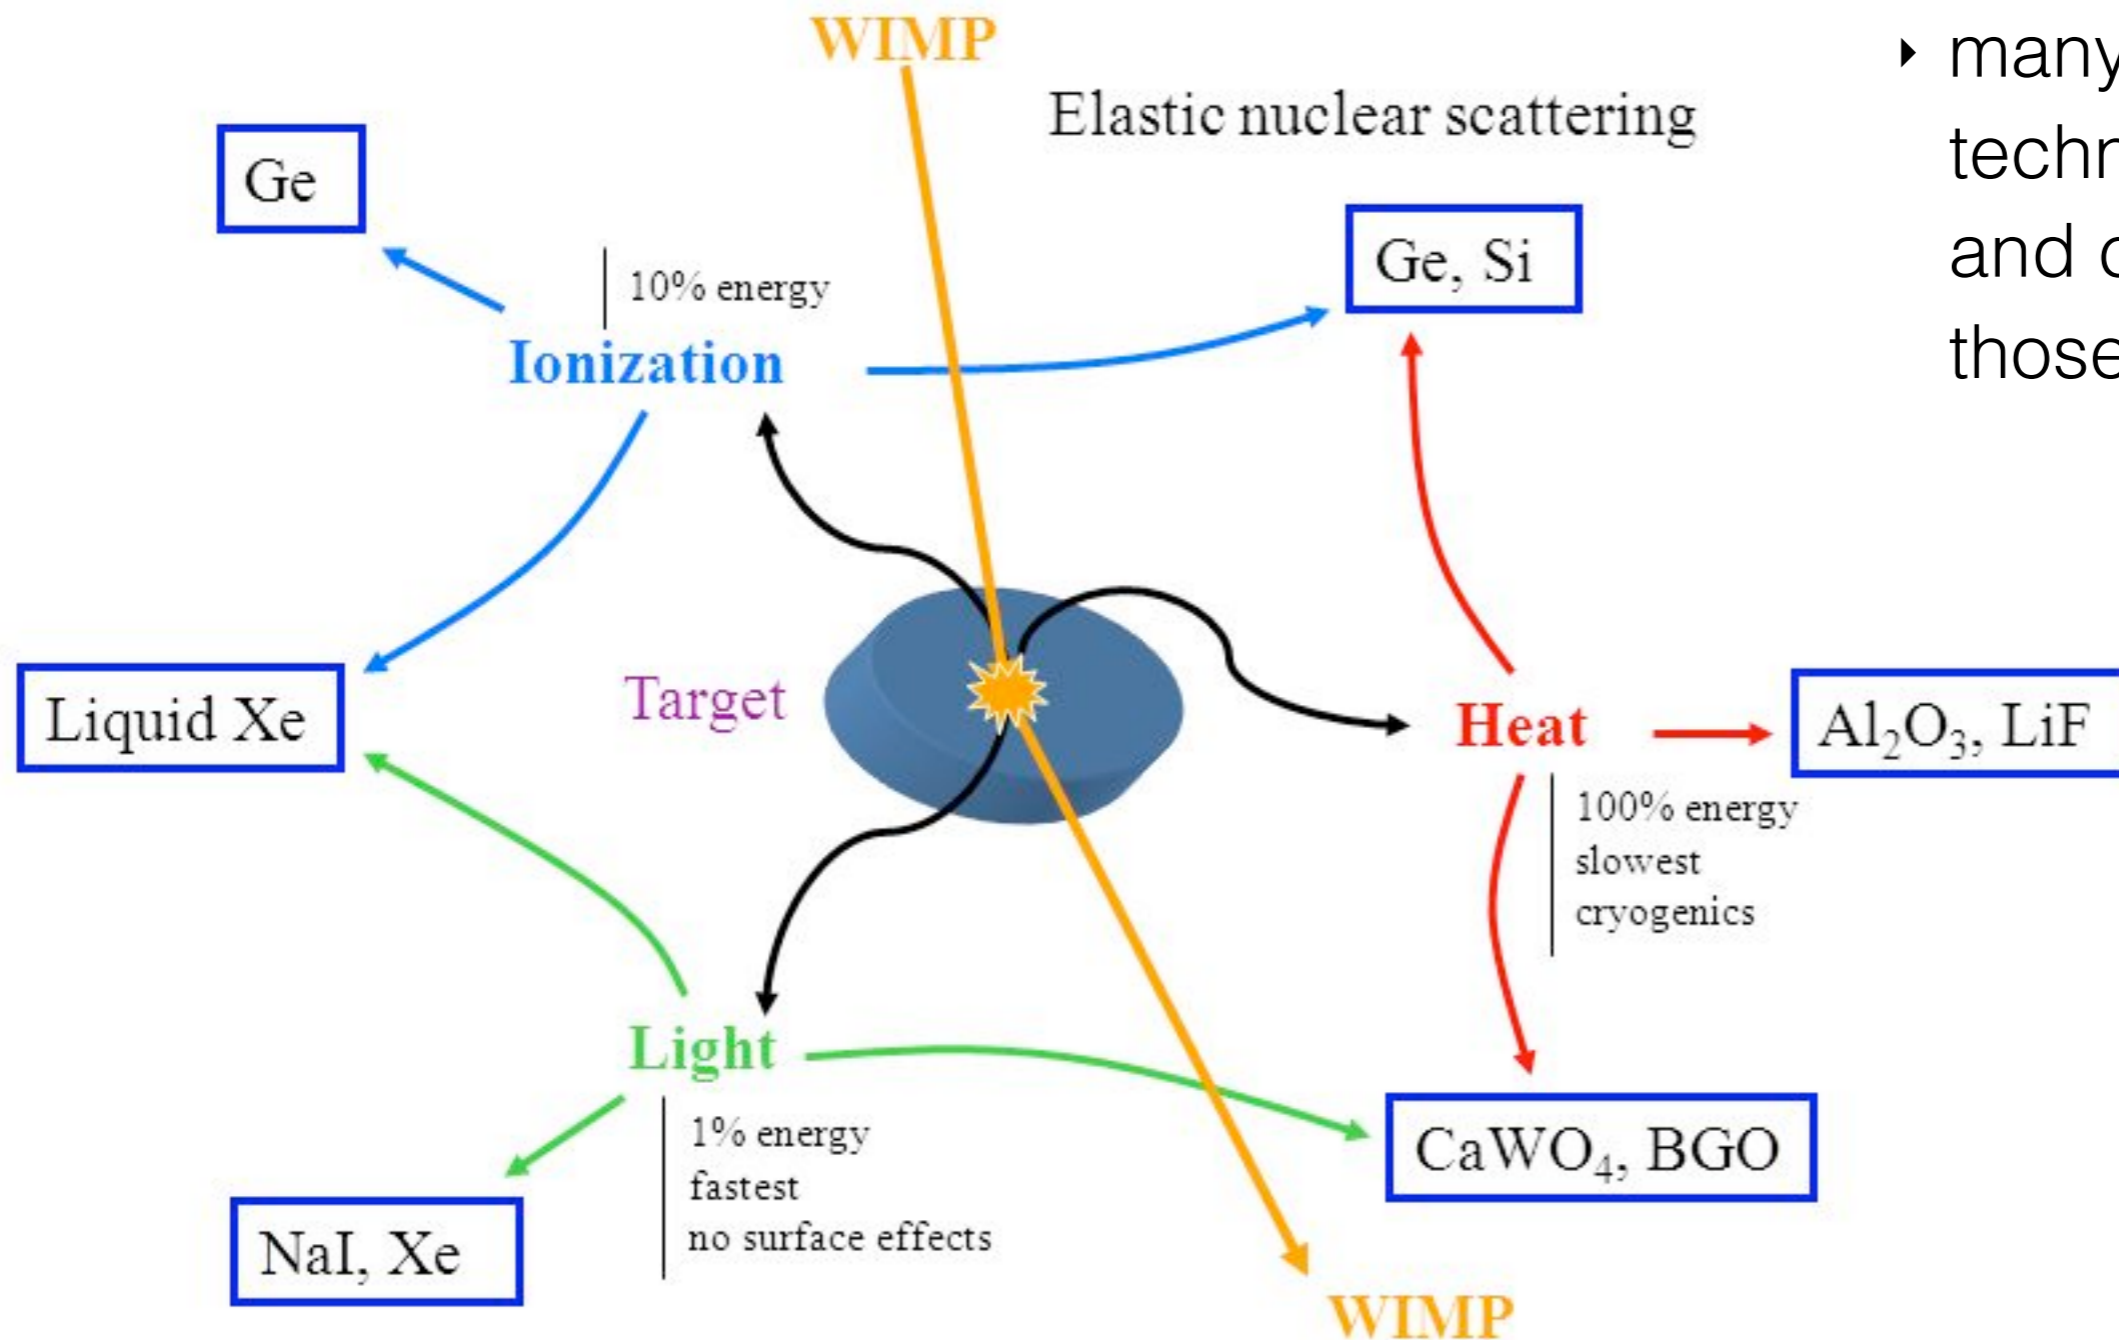 WIMP
Elastic nuclear scattering
Ge
10% energy
Ionization
Ge, Si
Target
Liquid Xe
Heat
Al₂O₃, LiF
100% energy
slowest
cryogenics
Light
1% energy
fastest
no surface effects
CaWO₄, BGO
NaI, Xe
WIMP
‣ many
and
those